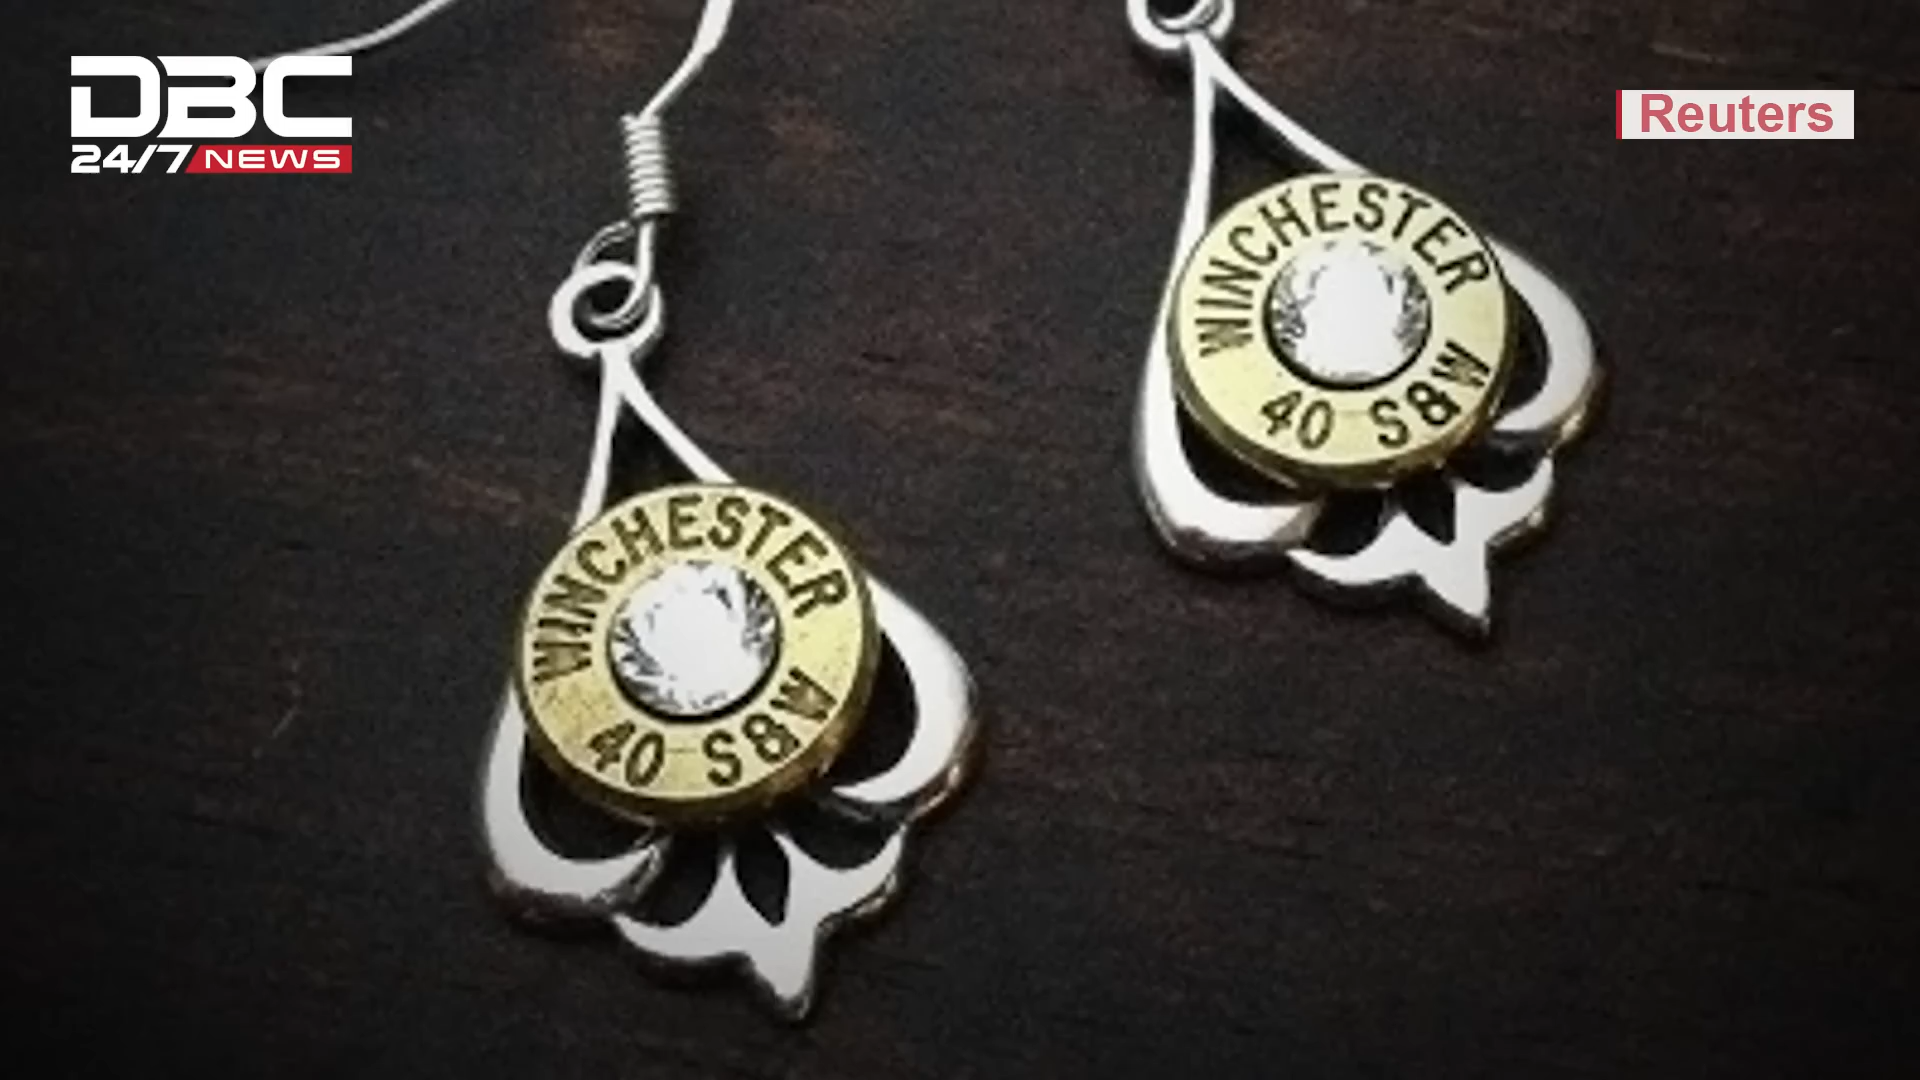 DBC
24/7 NEWS
Reuters
WINCHESTER
40 S&W
WINCHESTER
40 S&W